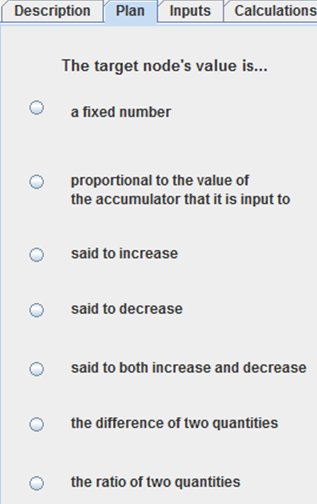 Description Plan Inputs Calculations
The target node's value is...
a fixed number
proportional to the value of
the accumulator that it is input to
said to increase
said to decrease
said to both increase and decrease
the difference of two quantities
the ratio of two quantities